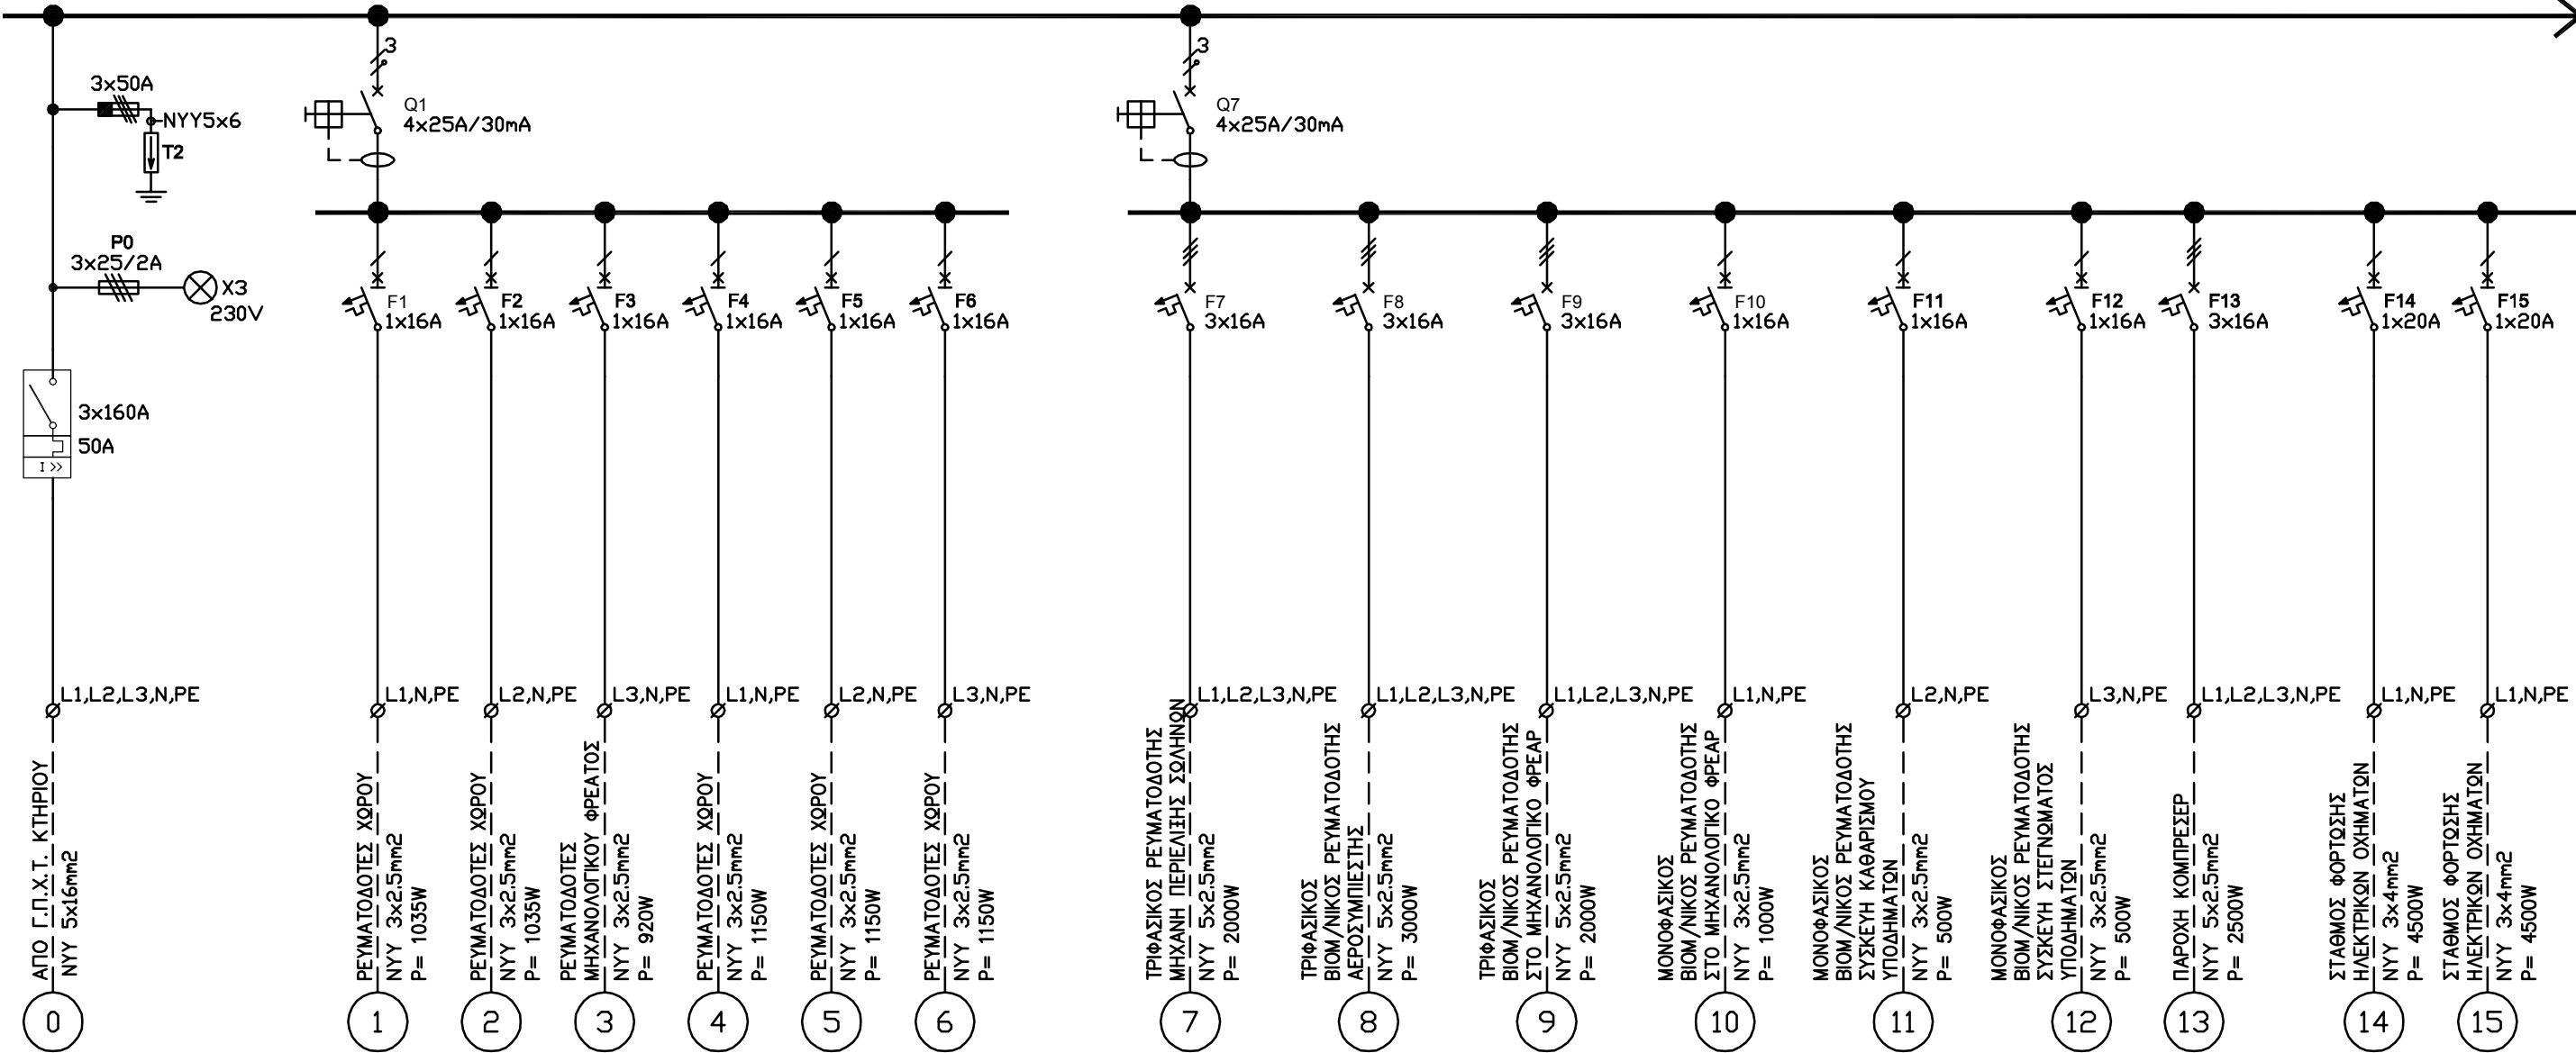 3x50A
NYY5x6
T2
P0
3x25/2A
X3
230V
3x160A
50A
I >>
L1,L2,L3,N,PE
ΑΠΟ Γ.Π.Χ.Τ. ΚΤΗΡΙΟΥ
NYY 5x16mm2
0
3
Q1
4x25A/30mA
F1
1x16A
L1,N,PE
ΡΕΥΜΑΤΟΔΟΤΕΣ ΧΩΡΟΥ
NYY 3x2.5mm2
P= 1035W
1
F2
1x16A
L2,N,PE
ΡΕΥΜΑΤΟΔΟΤΕΣ ΧΩΡΟΥ
NYY 3x2.5mm2
P= 1035W
2
F3
1x16A
L3,N,PE
ΡΕΥΜΑΤΟΔΟΤΕΣ
ΜΗΧΑΝΟΛΟΓΙΚΟΥ ΦΡΕΑΤΟΣ
NYY 3x2.5mm2
P= 920W
3
F4
1x16A
L1,N,PE
ΡΕΥΜΑΤΟΔΟΤΕΣ ΧΩΡΟΥ
NYY 3x2.5mm2
P= 1150W
4
F5
1x16A
L2,N,PE
ΡΕΥΜΑΤΟΔΟΤΕΣ ΧΩΡΟΥ
NYY 3x2.5mm2
P= 1150W
5
F6
1x16A
L3,N,PE
ΡΕΥΜΑΤΟΔΟΤΕΣ ΧΩΡΟΥ
NYY 3x2.5mm2
P= 1150W
6
3
Q7
4x25A/30mA
F7
3x16A
L1,L2,L3,N,PE
ΤΡΙΦΑΣΙΚΟΣ ΡΕΥΜΑΤΟΔΟΤΗΣ
ΜΗΧΑΝΗ ΠΕΡΙΕΛΙΞΗΣ ΣΩΛΗΝΩΝ
NYY 5x2.5mm2
P= 2000W
7
F8
3x16A
L1,L2,L3,N,PE
ΤΡΙΦΑΣΙΚΟΣ
ΒΙΟΜ/ΝΙΚΟΣ ΡΕΥΜΑΤΟΔΟΤΗΣ
ΑΕΡΟΣΥΜΠΙΕΣΤΗΣ
NYY 5x2.5mm2
P= 3000W
8
F9
3x16A
L1,L2,L3,N,PE
ΤΡΙΦΑΣΙΚΟΣ
ΒΙΟΜ/ΝΙΚΟΣ ΡΕΥΜΑΤΟΔΟΤΗΣ
ΣΤΟ ΜΗΧΑΝΟΛΟΓΙΚΟ ΦΡΕΑΡ
NYY 5x2.5mm2
P= 2000W
9
F10
1x16A
L1,N,PE
ΜΟΝΟΦΑΣΙΚΟΣ
ΒΙΟΜ/ΝΙΚΟΣ ΡΕΥΜΑΤΟΔΟΤΗΣ
ΣΤΟ ΜΗΧΑΝΟΛΟΓΙΚΟ ΦΡΕΑΡ
NYY 3x2.5mm2
P= 1000W
10
F11
1x16A
L2,N,PE
ΜΟΝΟΦΑΣΙΚΟΣ
ΒΙΟΜ/ΝΙΚΟΣ ΡΕΥΜΑΤΟΔΟΤΗΣ
ΣΥΣΚΕΥΗ ΚΑΘΑΡΙΣΜΟΥ
ΥΠΟΔΗΜΑΤΩΝ
NYY 3x2.5mm2
P= 500W
11
F12
1x16A
L3,N,PE
ΜΟΝΟΦΑΣΙΚΟΣ
ΒΙΟΜ/ΝΙΚΟΣ ΡΕΥΜΑΤΟΔΟΤΗΣ
ΣΥΣΚΕΥΗ ΣΤΕΓΝΩΜΑΤΟΣ
ΥΠΟΔΗΜΑΤΩΝ
NYY 3x2.5mm2
P= 500W
12
F13
3x16A
L1,L2,L3,N,PE
ΠΑΡΟΧΗ ΚΟΜΠΡΕΣΕΡ
NYY 5x2.5mm2
P= 2500W
13
F14
1x20A
L1,N,PE
ΣΤΑΘΜΟΣ ΦΟΡΤΩΣΗΣ
ΗΛΕΚΤΡΙΚΩΝ ΟΧΗΜΑΤΩΝ
NYY 3x4mm2
P= 4500W
14
F15
1x20A
L1,N,PE
ΣΤΑΘΜΟΣ ΦΟΡΤΩΣΗΣ
ΗΛΕΚΤΡΙΚΩΝ ΟΧΗΜΑΤΩΝ
NYY 3x4mm2
P= 4500W
15